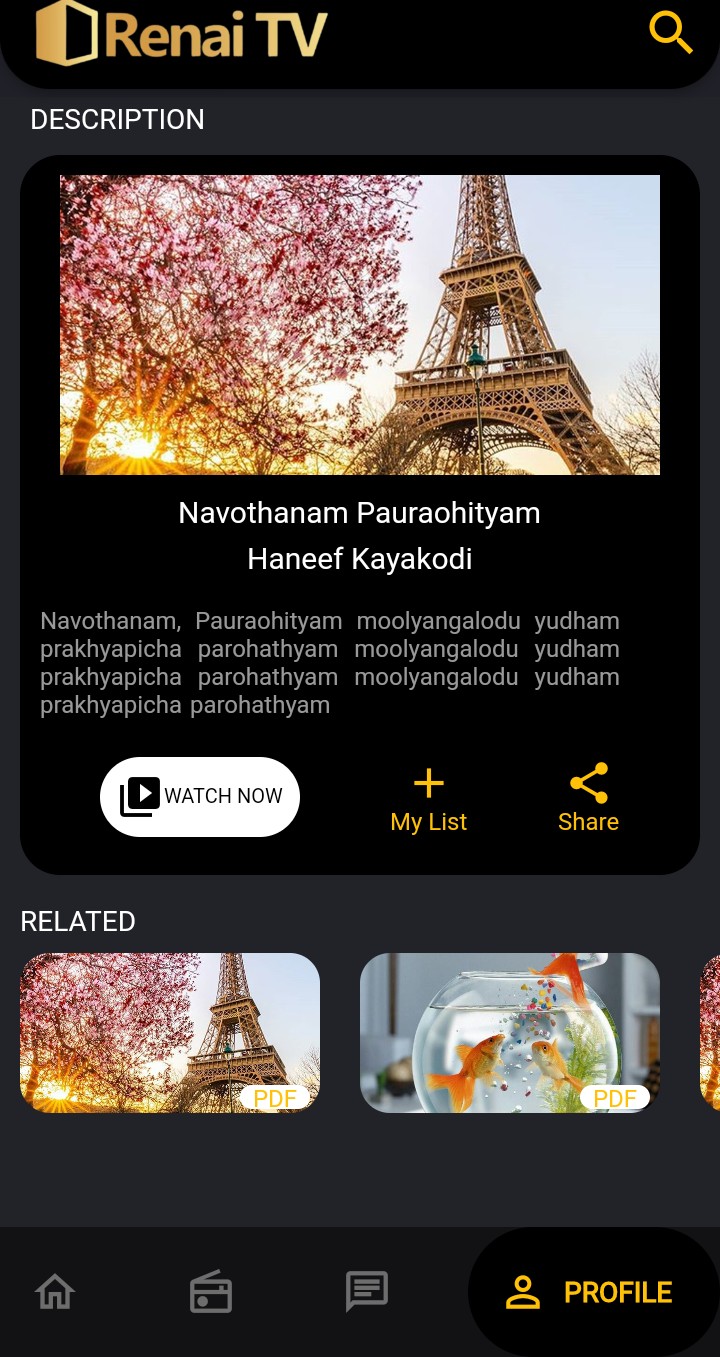 Renai TV
DESCRIPTION
Navothanam Pauraohityam
Haneef Kayakodi
Navothanam, Pauraohityam moolyangalodu yudham
prakhyapicha parohathyam moolyangalodu yudham
prakhyapicha parohathyam moolyangalodu yudham
prakhyapicha parohathyam
WATCH NOW
My List
Share
RELATED
PDF
PDF
PROFILE